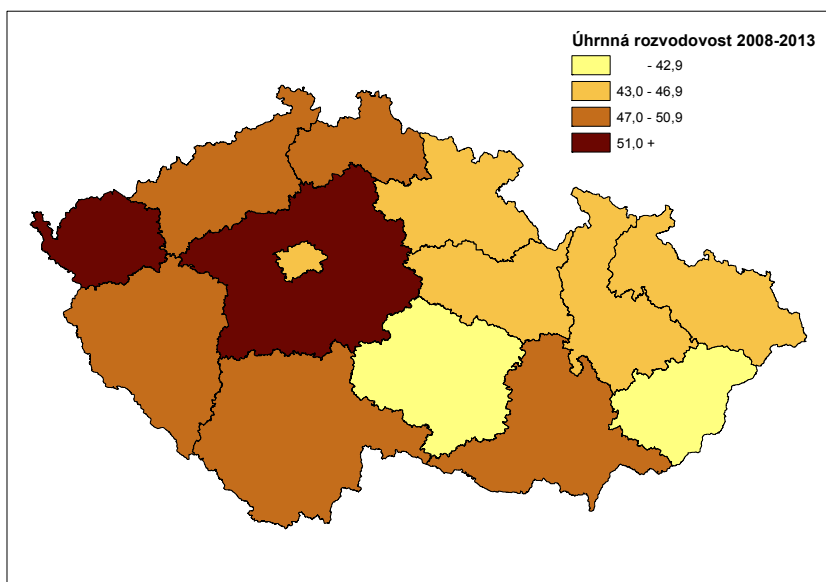 Úhrnná rozvodovost 2008-2013
- 42,9
43,0 - 46,9
47,0 - 50,9
51,0 +